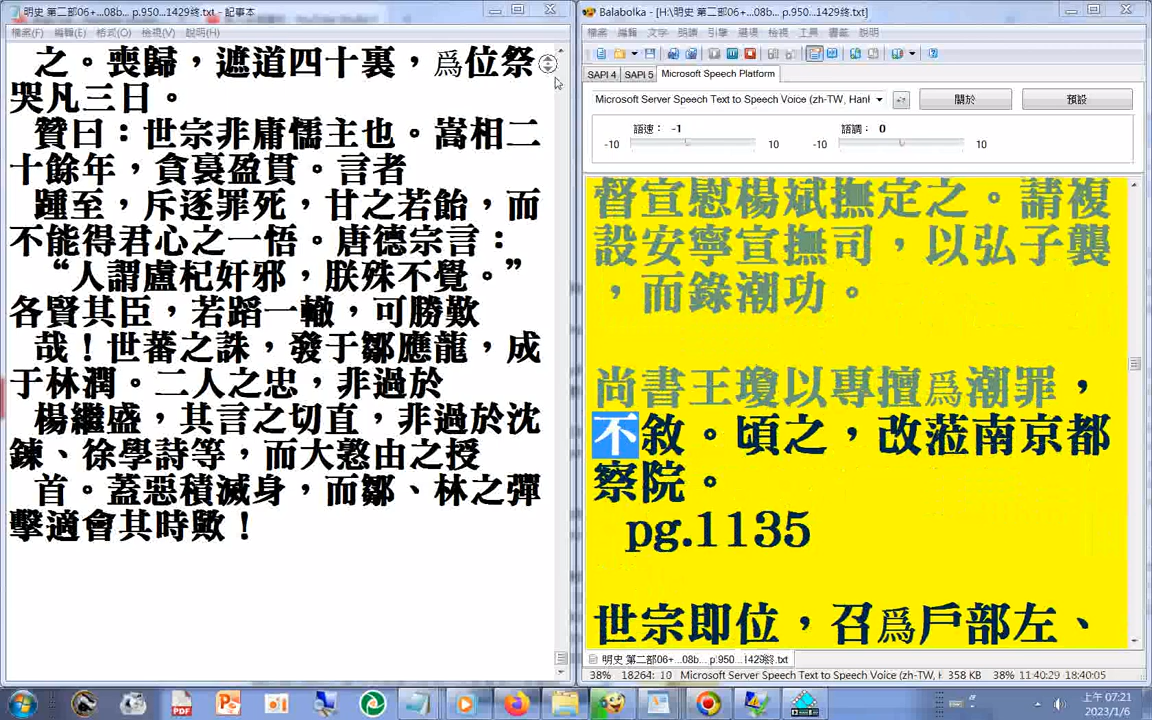 明史 第二部06+ ...08b... p.950...1429终.txt - 記事本
檔案(F) 編輯(E) 格式(O) 檢視(V) 說明(H)
之。喪歸，遮道四十裏，爲位祭
哭凡三日。
贊曰：世宗非庸懦主也。嵩相二
十餘年，貪戾盈貫。言者
踵至，斥逐罪死，甘之若飴，而
不能得君心之一悟。唐德宗言：
“人謂盧杞奸邪，朕殊不覺。”
各賢其臣，若蹈一轍，可勝歎
哉！世蕃之誅，發于鄒應龍，成
于林潤。二人之忠，非過於
楊繼盛，其言之切直，非過於沈
鍊、徐學詩等，而大憝由之授
首。蓋惡積滅身，而鄒、林之彈
擊適會其時歟！
Balabolka - [H:\明史 第二部06+ ...08b... p.950...1429终.txt]
檔案 編輯 文字 朗讀 引擎 選項 檢視 工具 書籤 說明
SAPI 4 SAPI 5 Microsoft Speech Platform
Microsoft Server Speech Text to Speech Voice (zh-TW, Hanl
關於 預設
語速： -1 語調： 0
-10 10 -10 10
督宣慰楊斌撫定之。請複
設安寧宣撫司，以弘子襲
，而錄潮功。
尚書王瓊以專擅爲潮罪，
不敘。頃之，改蒞南京都
察院。
pg.1135
世宗即位，召爲戶部左、
明史 第二部06+ ...08b... p.950...1429终.txt
38% 18264: 10 Microsoft Server Speech Text to Speech Voice (zh-TW, 358 KB 38% 11:40:29 - 18:40:05
上午 07:21
2023/1/6